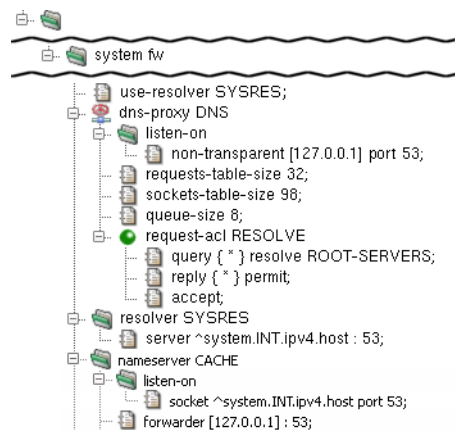 system fw
use-resolver SYSRES;
dns-proxy DNS
listen-on
non-transparent [127.0.0.1] port 53;
requests-table-size 32;
sockets-table-size 98;
queue-size 8;
request-acl RESOLVE
query { * } resolve ROOT-SERVERS;
reply { * } permit;
accept;
resolver SYSRES
server ^system.INT.ipv4.host : 53;
nameserver CACHE
listen-on
socket ^system.INT.ipv4.host port 53;
forwarder [127.0.0.1] : 53;